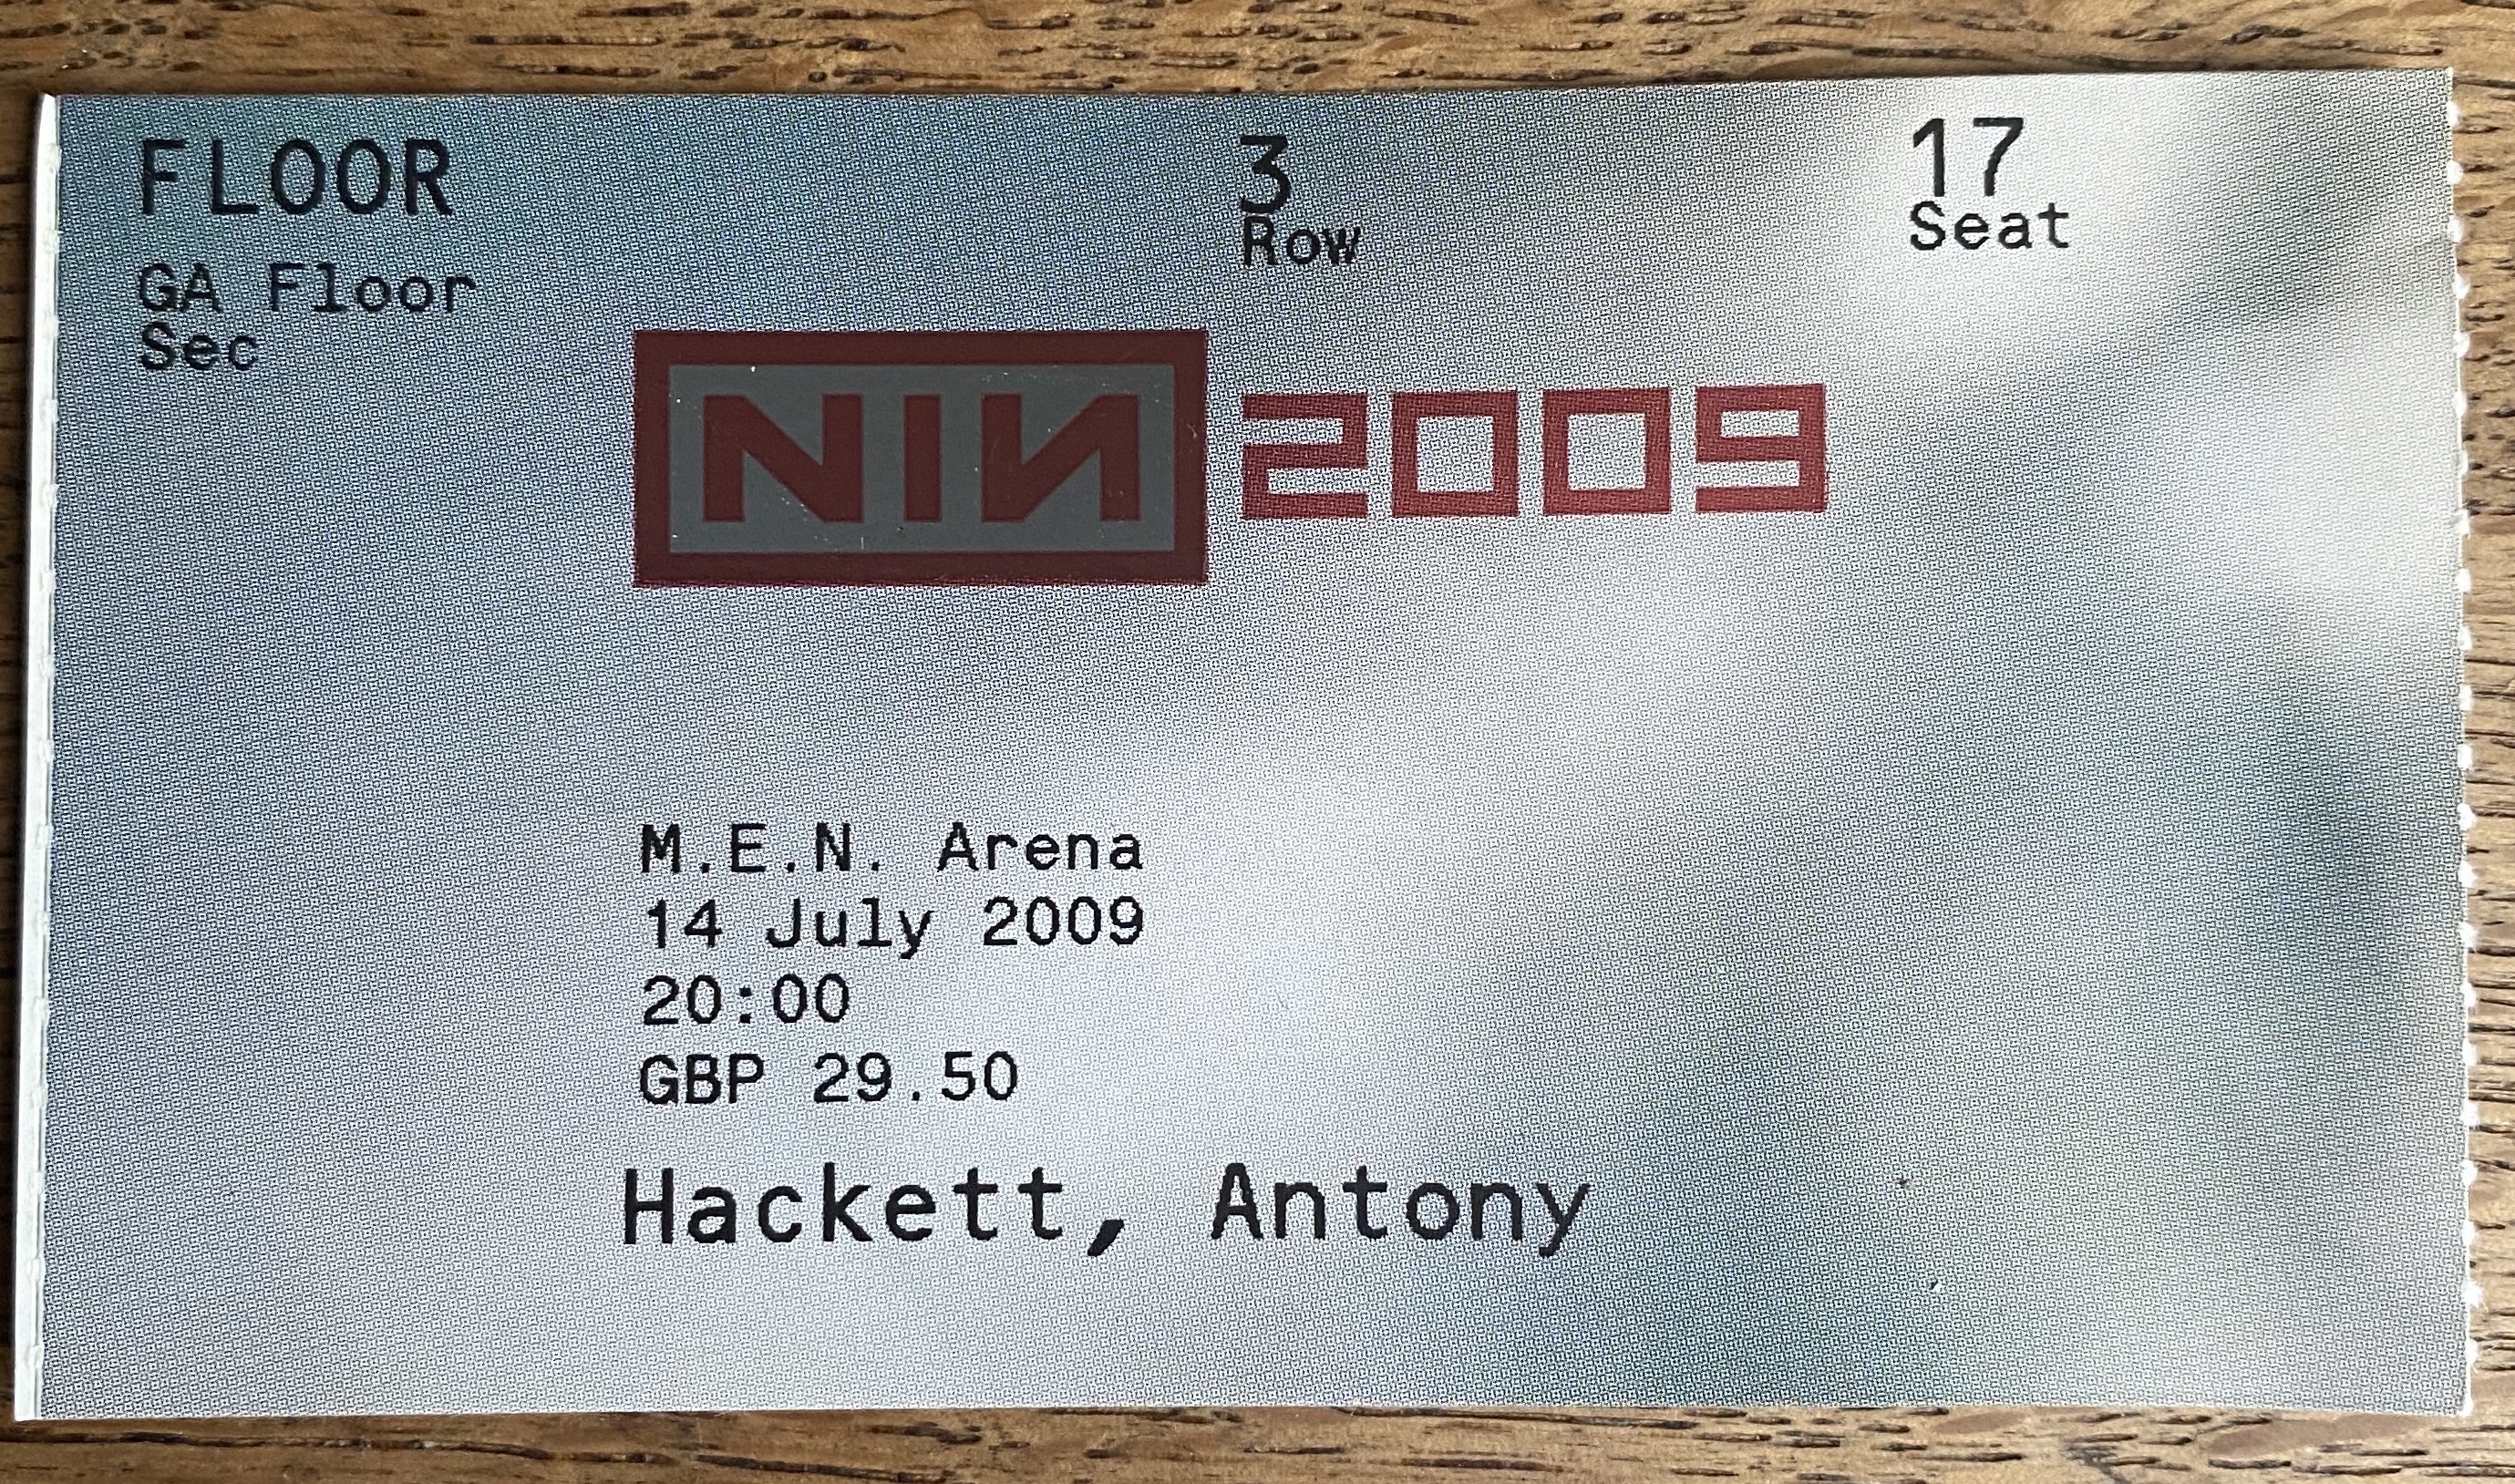 FLOOR
3
17
Row
Seat
GA Floor
Sec
NIИ 2009
M.E.N. Arena
14 July 2009
20:00
GBP 29.50
Hackett, Antony